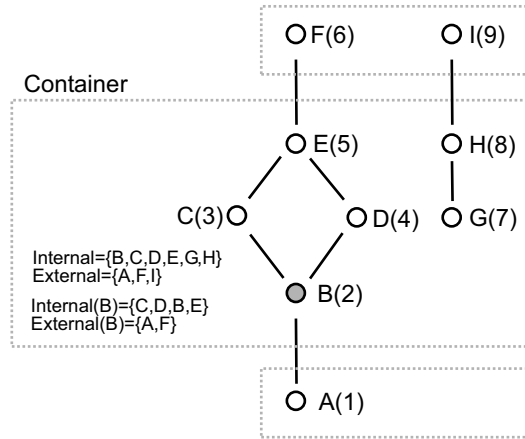 F(6)
I(9)
Container
E(5)
H(8)
C(3)
D(4)
G(7)
Internal={B,C,D,E,G,H}
External={A,F,I}
Internal(B)={C,D,B,E}
External(B)={A,F}
B(2)
A(1)